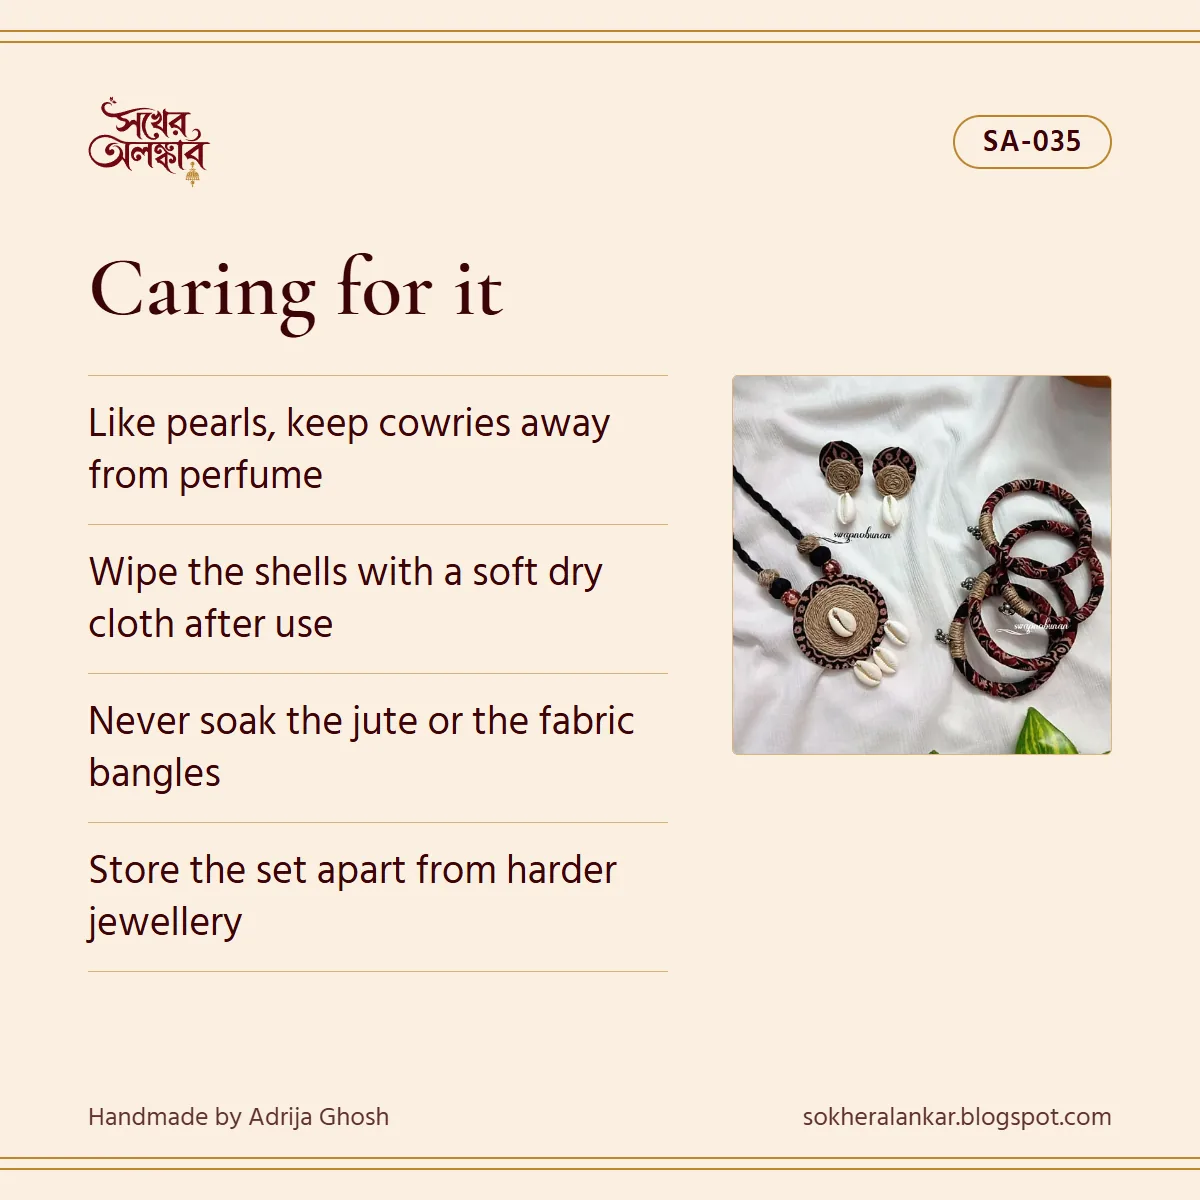 সখের
অলঙ্কার
SA-035
Caring for it
Like pearls, keep cowries away
from perfume
Wipe the shells with a soft dry
cloth after use
Never soak the jute or the fabric
bangles
Store the set apart from harder
jewellery
swapnobunan
swapnobunan
Handmade by Adrija Ghosh
sokheralankar.blogspot.com